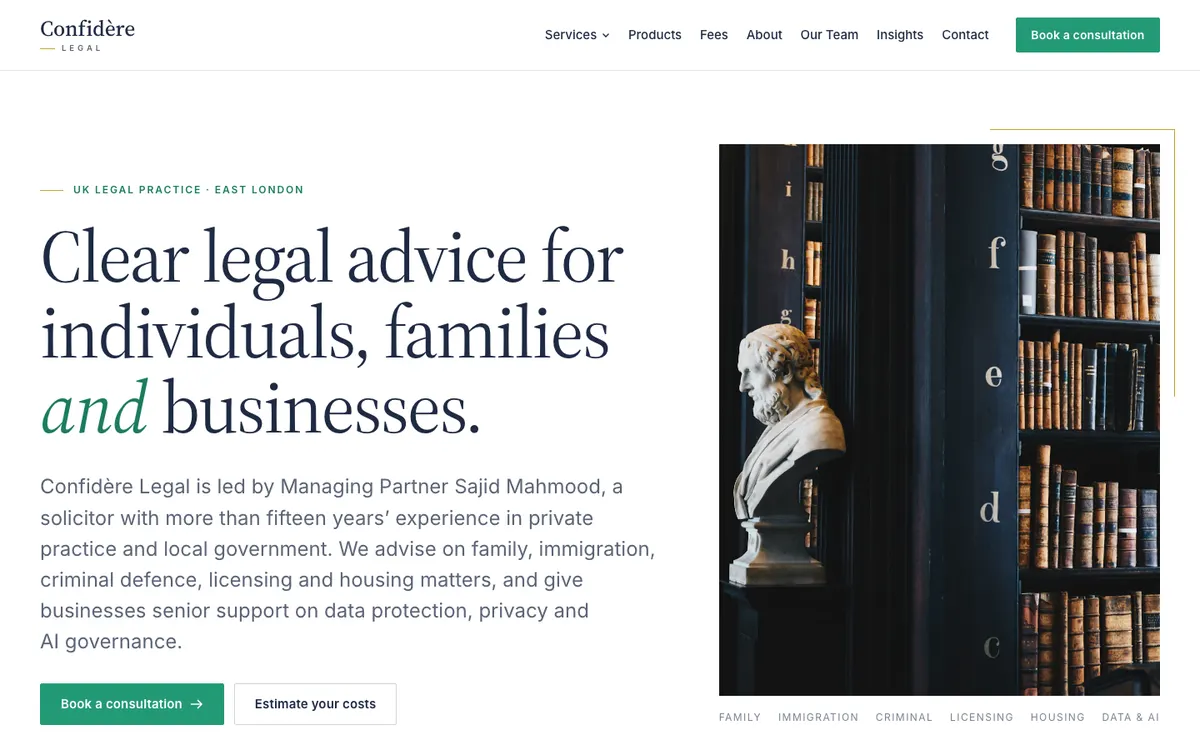 Confidère
LEGAL
Services
Products
Fees
About
Our Team
Insights
Contact
Book a consultation
UK LEGAL PRACTICE · EAST LONDON
Clear legal advice for
individuals, families
and businesses.
Confidère Legal is led by Managing Partner Sajid Mahmood, a
solicitor with more than fifteen years’ experience in private
practice and local government. We advise on family, immigration,
criminal defence, licensing and housing matters, and give
businesses senior support on data protection, privacy and
AI governance.
Book a consultation →
Estimate your costs
i
h
g
g
f
e
d
c
FAMILY IMMIGRATION CRIMINAL LICENSING HOUSING DATA & AI